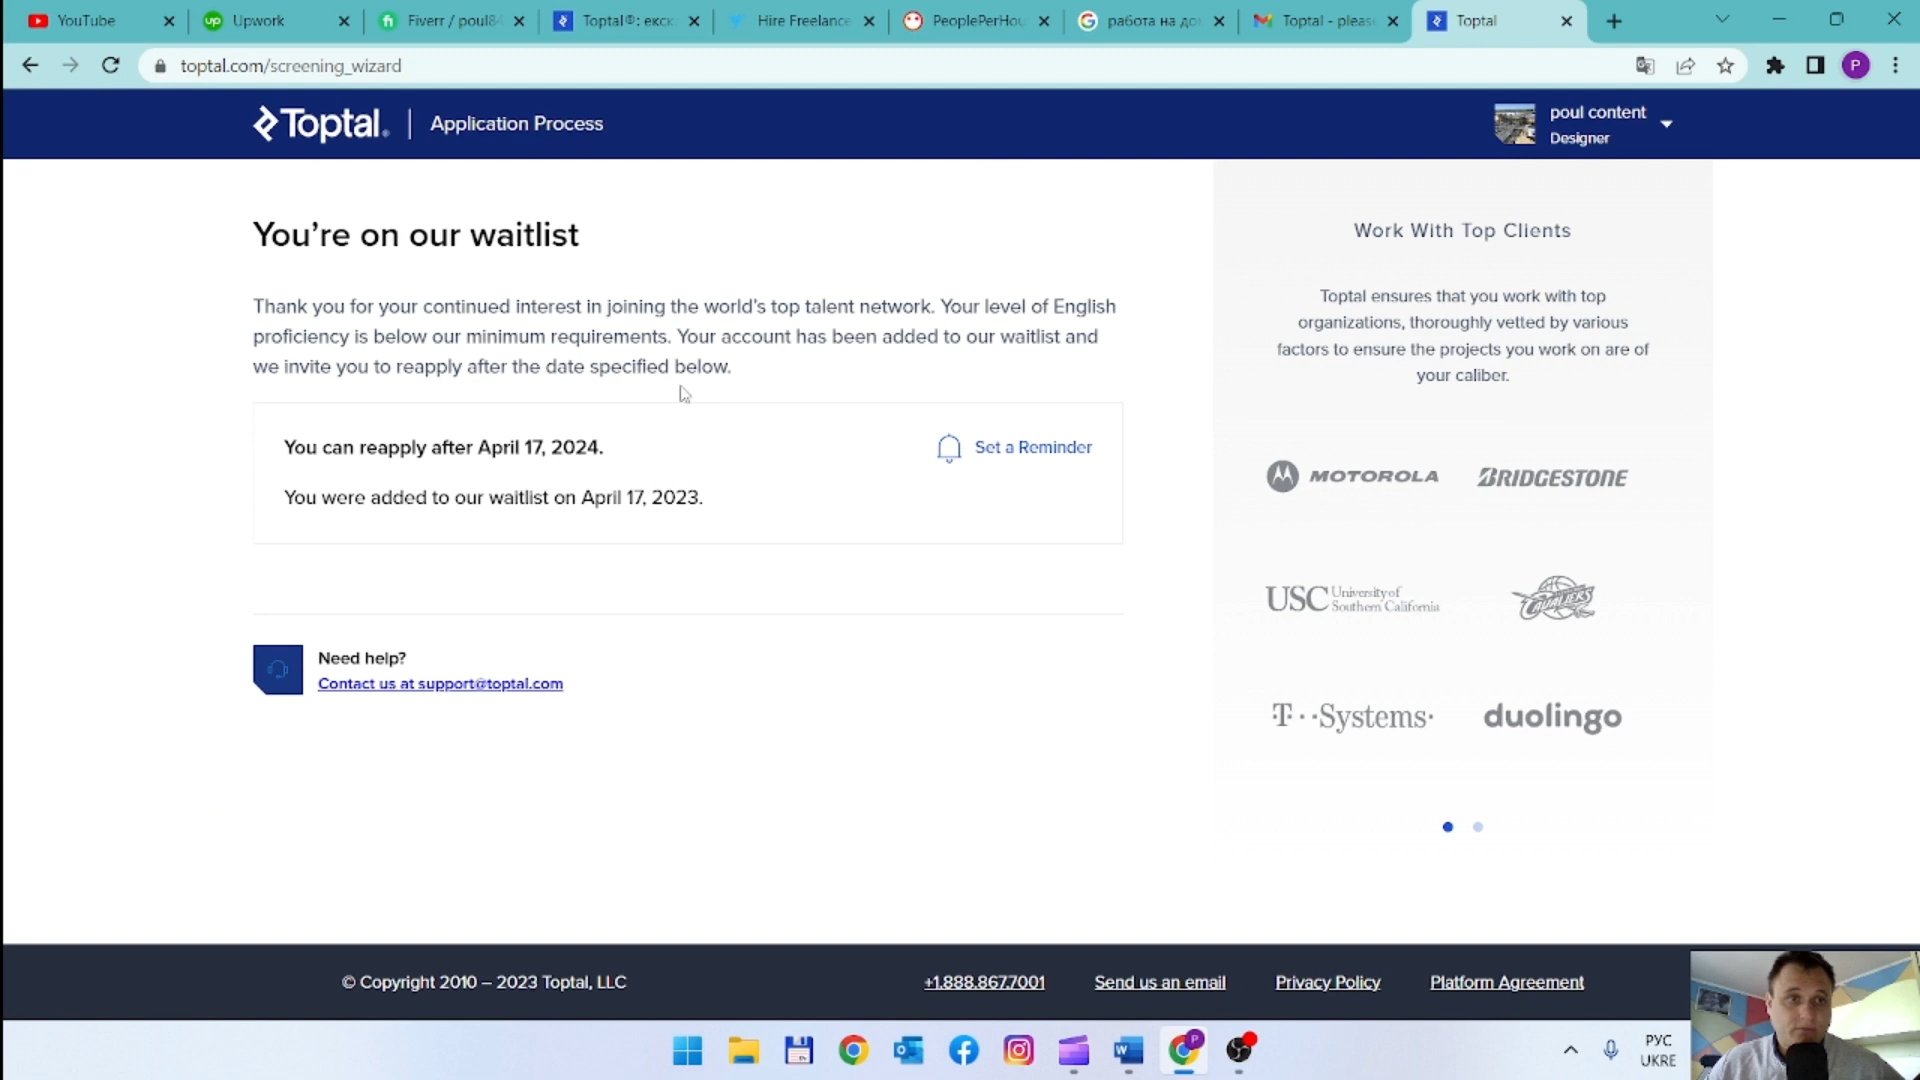 YouTube
Upwork
Fiverr / poul84
Toptal®: екск
Hire Freelance
PeoplePerHou
работа на до
Toptal - pleas
Toptal
toptal.com/screening_wizard
P
Toptal.
Application Process
poul content
Designer
You're on our waitlist
Thank you for your continued interest in joining the world's top talent network. Your level of English
proficiency is below our minimum requirements. Your account has been added to our waitlist and
we invite you to reapply after the date specified below.
You can reapply after April 17, 2024.
Set a Reminder
You were added to our waitlist on April 17, 2023.
Need help?
Contact us at support@toptal.com
Work With Top Clients
Toptal ensures that you work with top
organizations, thoroughly vetted by various
factors to ensure the projects you work on are of
your caliber.
MOTOROLA
BRIDGESTONE
USC University of
Southern California
CAVALIERS
T··Systems·
duolingo
© Copyright 2010 – 2023 Toptal, LLC
+1.888.867.7001
Send us an email
Privacy Policy
Platform Agreement
РУС
UKRE